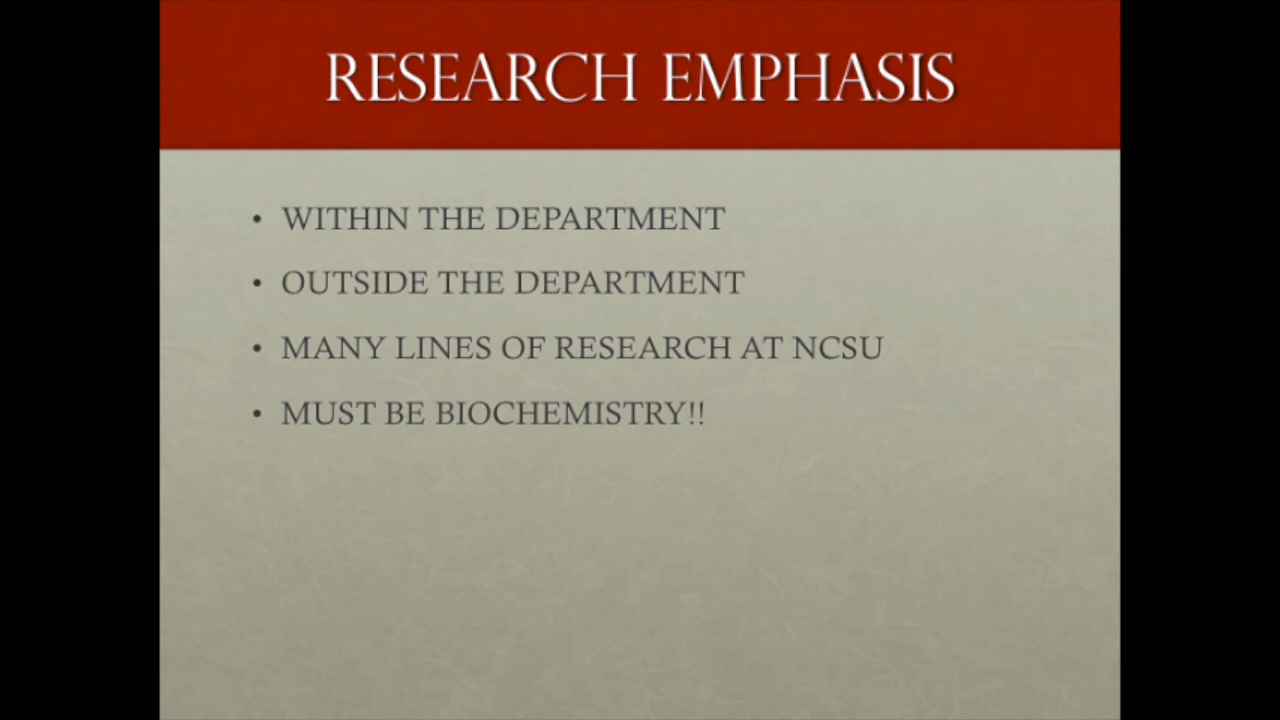 RESEARCH EMPHASIS
• WITHIN THE DEPARTMENT
• OUTSIDE THE DEPARTMENT
• MANY LINES OF RESEARCH AT NCSU
• MUST BE BIOCHEMISTRY!!